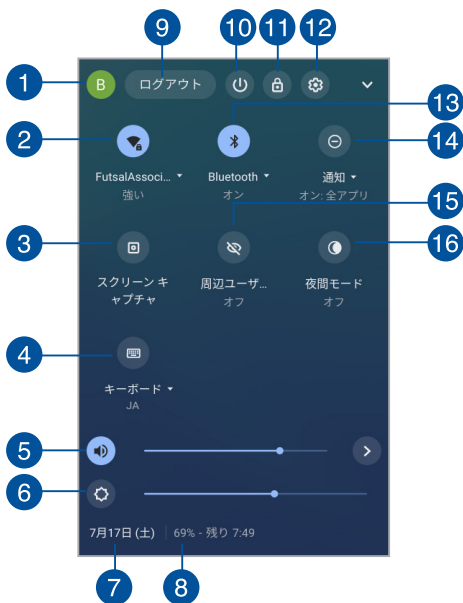 9
10
11
12
1
B
ログアウト
13
2
14
FutsalAssoci...
強い
Bluetooth
オン
通知
オン: 全アプリ
15
3
16
スクリーン キ
ャプチャ
周辺ユーザ...
オフ
夜間モード
オフ
4
キーボード
JA
5
6
7月17日 (土)
69% - 残り 7:49
7
8